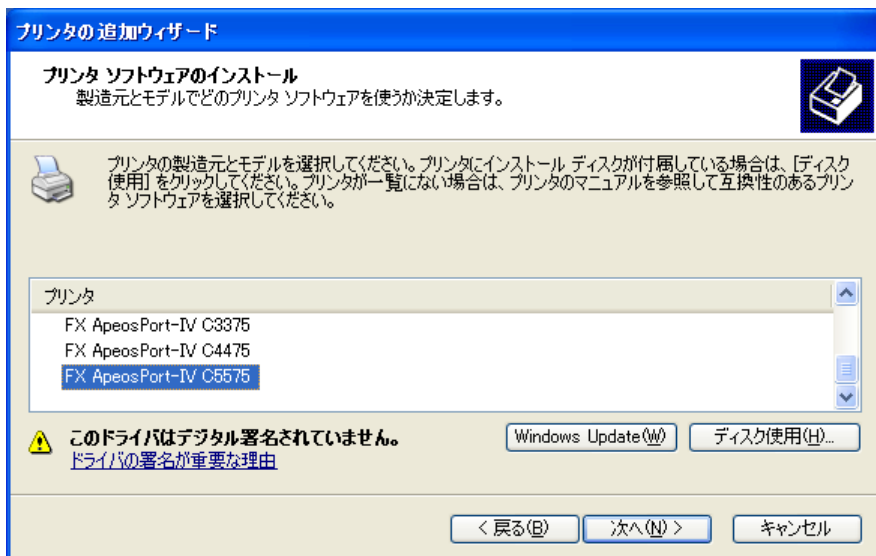 プリンタの追加ウィザード
プリンタ ソフトウェアのインストール
製造元とモデルでどのプリンタ ソフトウェアを使うか決定します。
プリンタの製造元とモデルを選択してください。プリンタにインストール ディスクが付属している場合は、[ディスク
使用] をクリックしてください。プリンタが一覧にない場合は、プリンタのマニュアルを参照して互換性のあるプリン
タ ソフトウェアを選択してください。
プリンタ
FX ApeosPort-IV C3375
FX ApeosPort-IV C4475
FX ApeosPort-IV C5575
このドライバはデジタル署名されていません。
ドライバの署名が重要な理由
Windows Update(W)
ディスク使用(H)...
< 戻る(B)
次へ(N) >
キャンセル